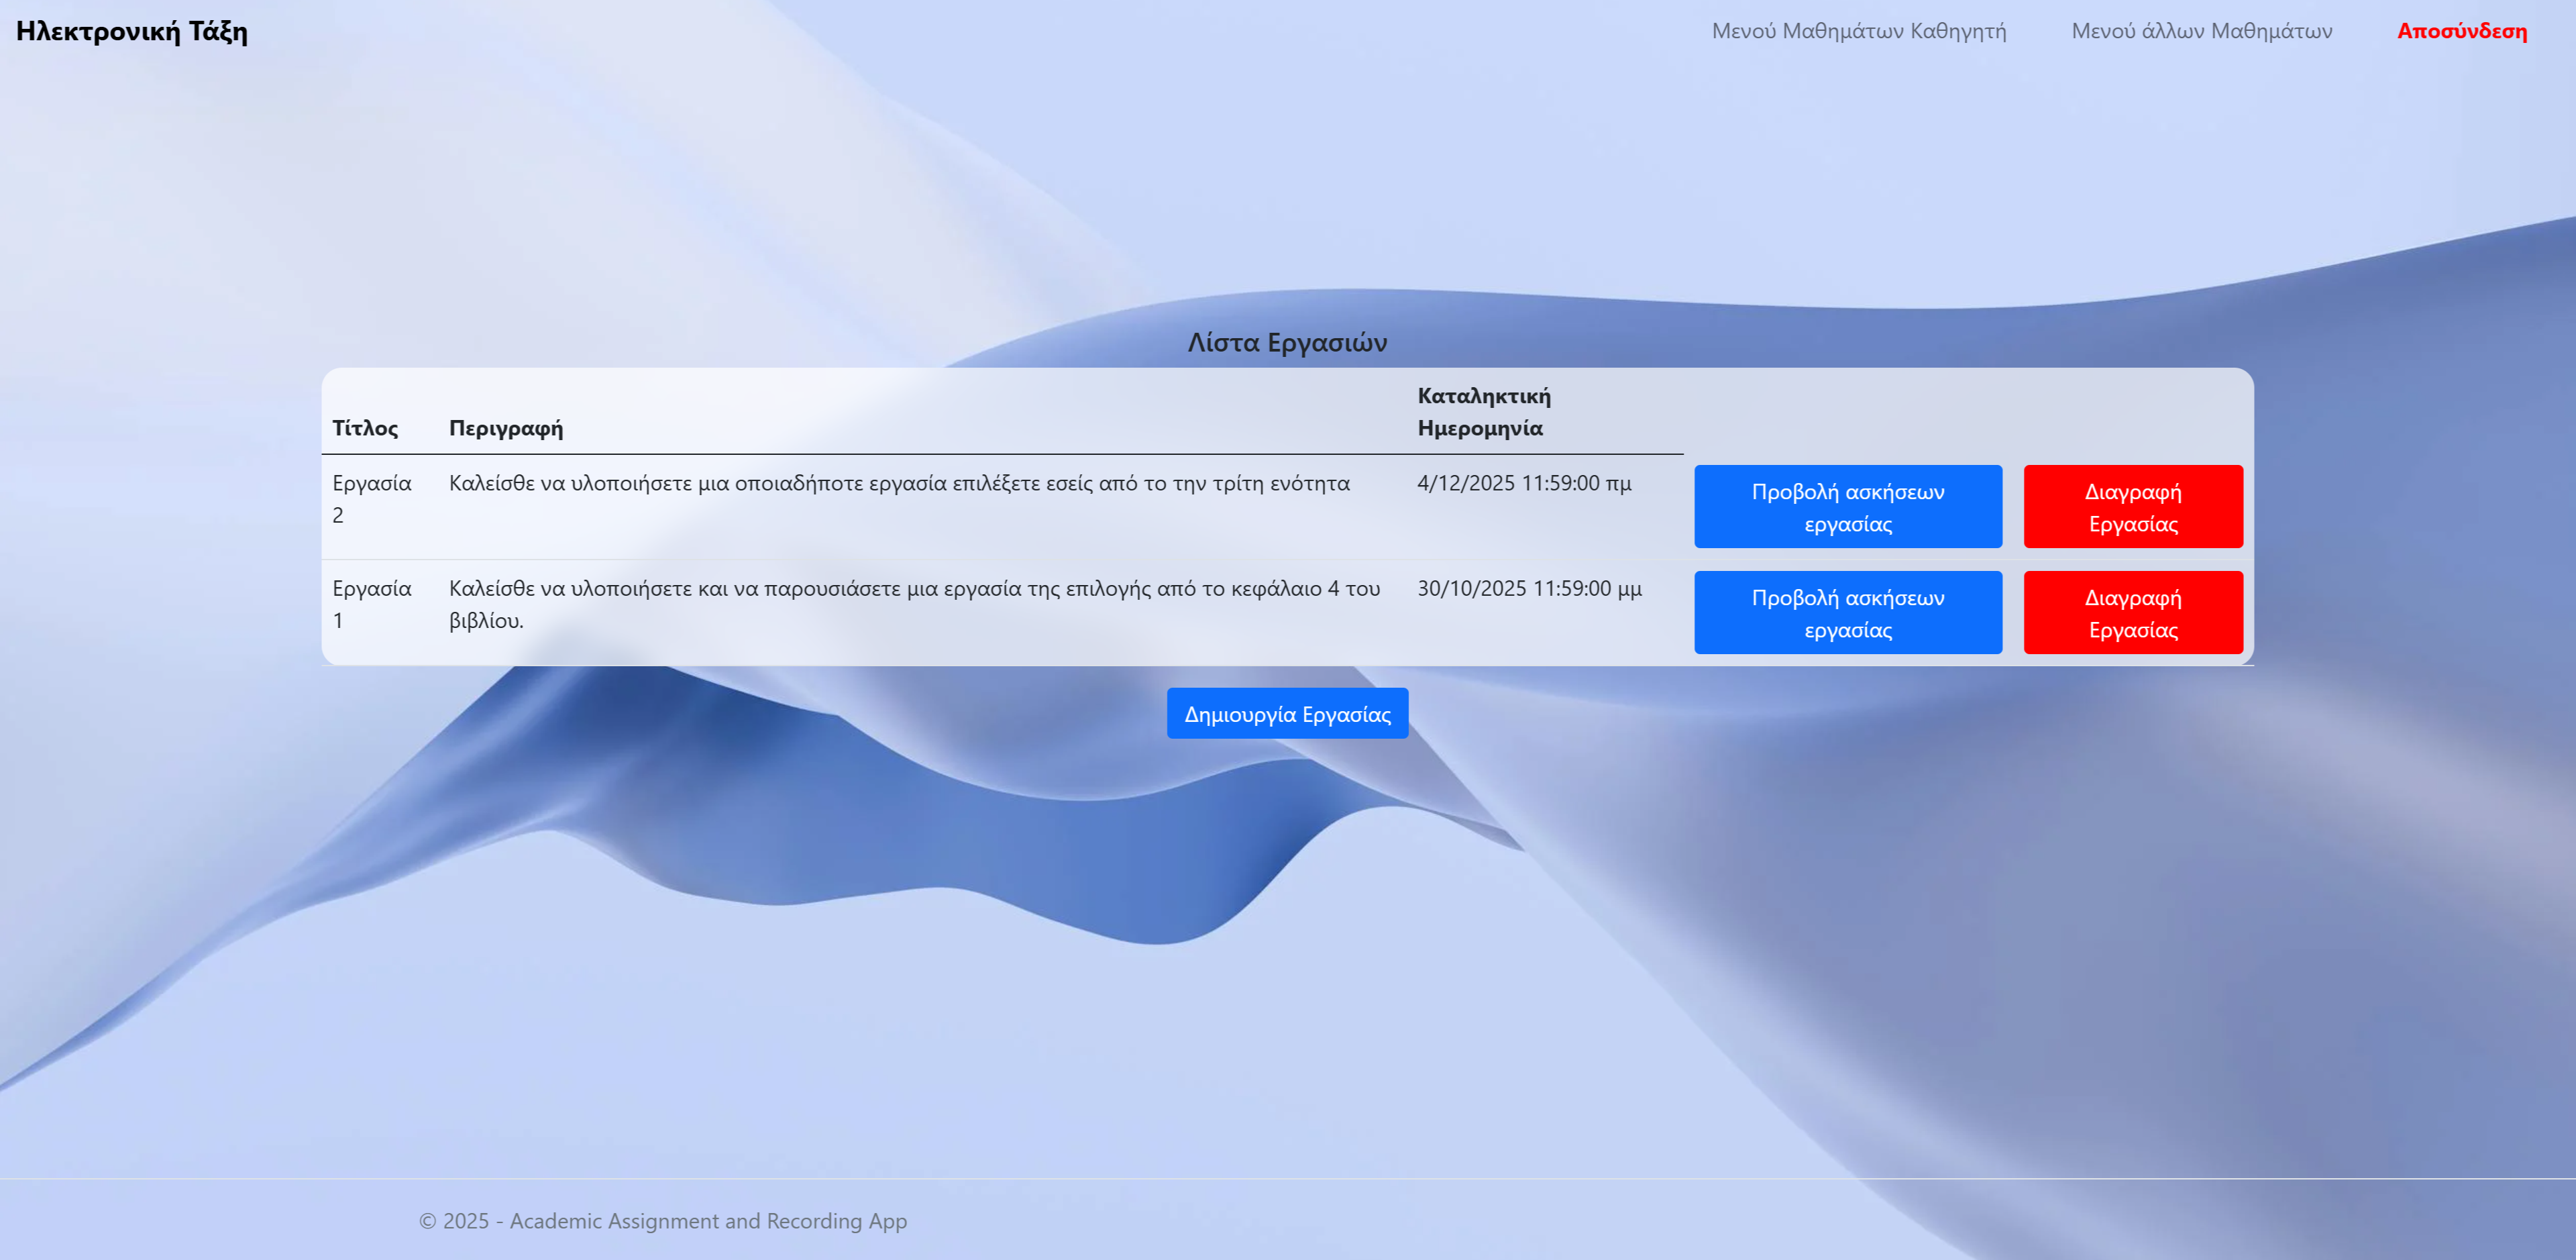 Ηλεκτρονική Τάξη
Μενού Μαθημάτων Καθηγητή
Μενού άλλων Μαθημάτων
Αποσύνδεση
Λίστα Εργασιών
Τίτλος
Περιγραφή
Καταληκτική
Ημερομηνία
Εργασία
2
Καλείσθε να υλοποιήσετε μια οποιαδήποτε εργασία επιλέξετε εσείς από το την τρίτη ενότητα
4/12/2025 11:59:00 πμ
Προβολή ασκήσεων
εργασίας
Διαγραφή
Εργασίας
Εργασία
1
Καλείσθε να υλοποιήσετε και να παρουσιάσετε μια εργασία της επιλογής από το κεφάλαιο 4 του
βιβλίου.
30/10/2025 11:59:00 μμ
Προβολή ασκήσεων
εργασίας
Διαγραφή
Εργασίας
Δημιουργία Εργασίας
© 2025 - Academic Assignment and Recording App